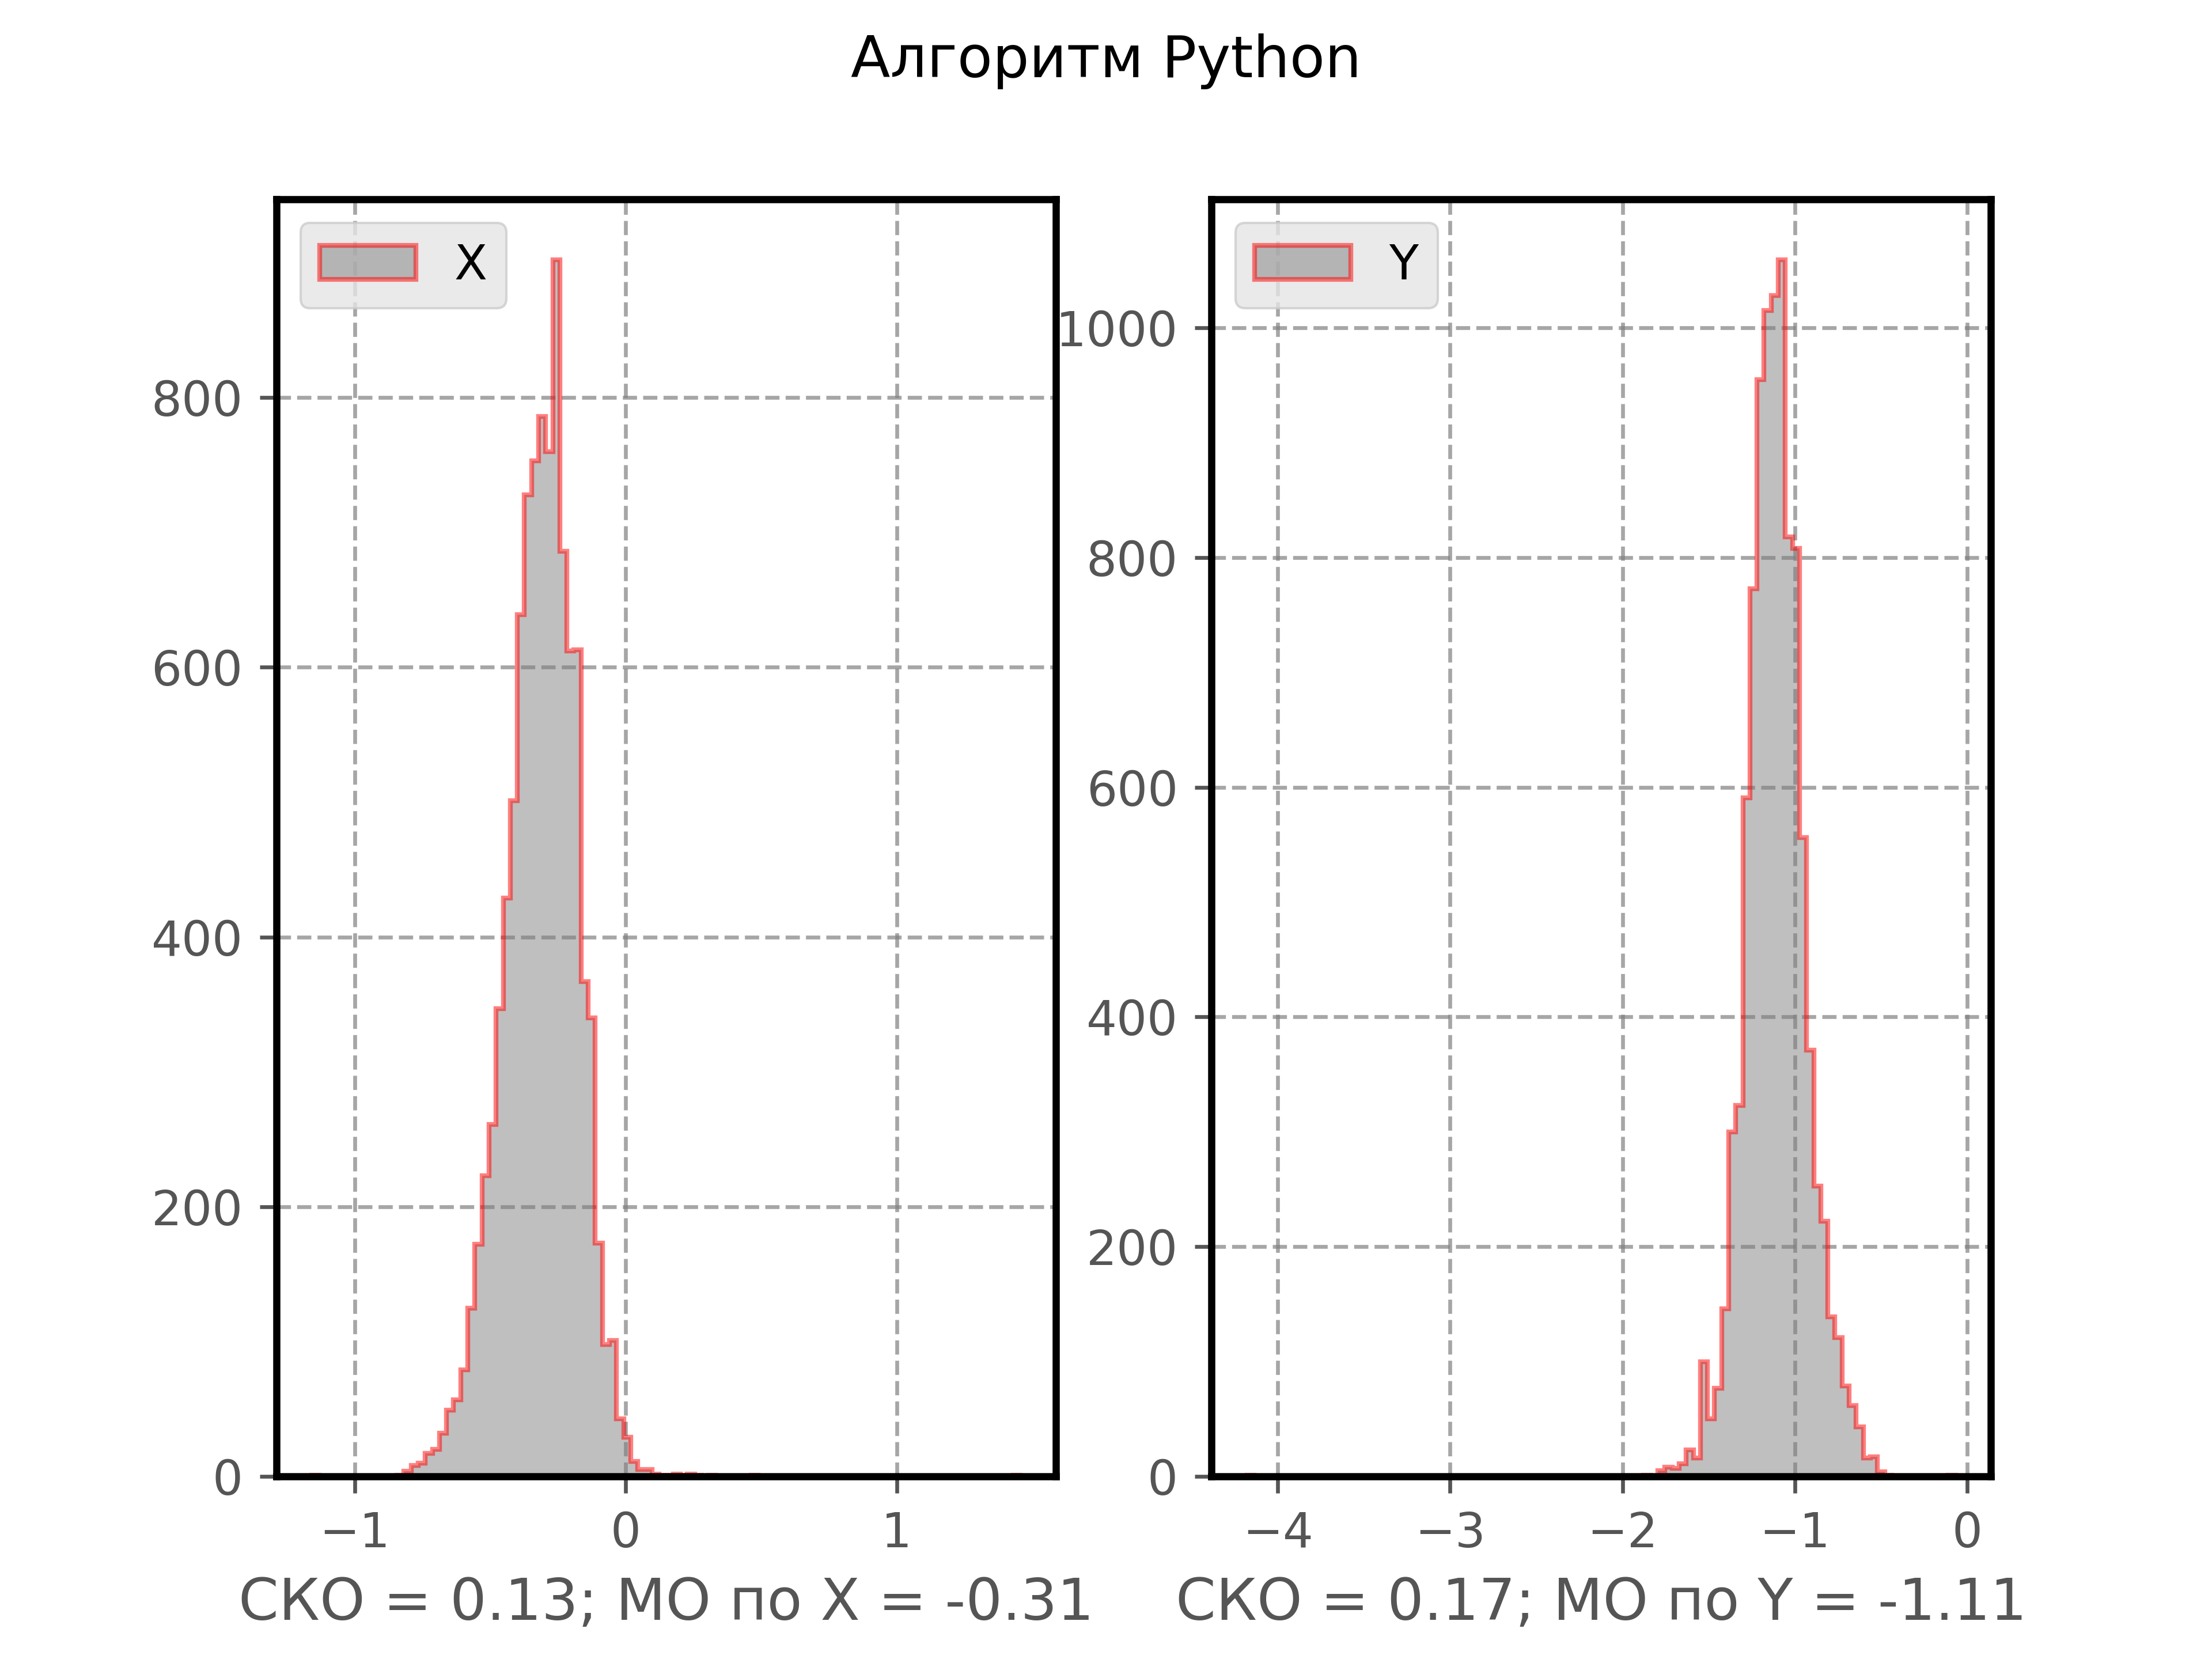 Алгоритм Python
X
800
600
400
200
0
−1 0 1
СКО = 0.13; МО по X = -0.31
Y
1000
800
600
400
200
0
−4 −3 −2 −1 0
СКО = 0.17; МО по Y = -1.11